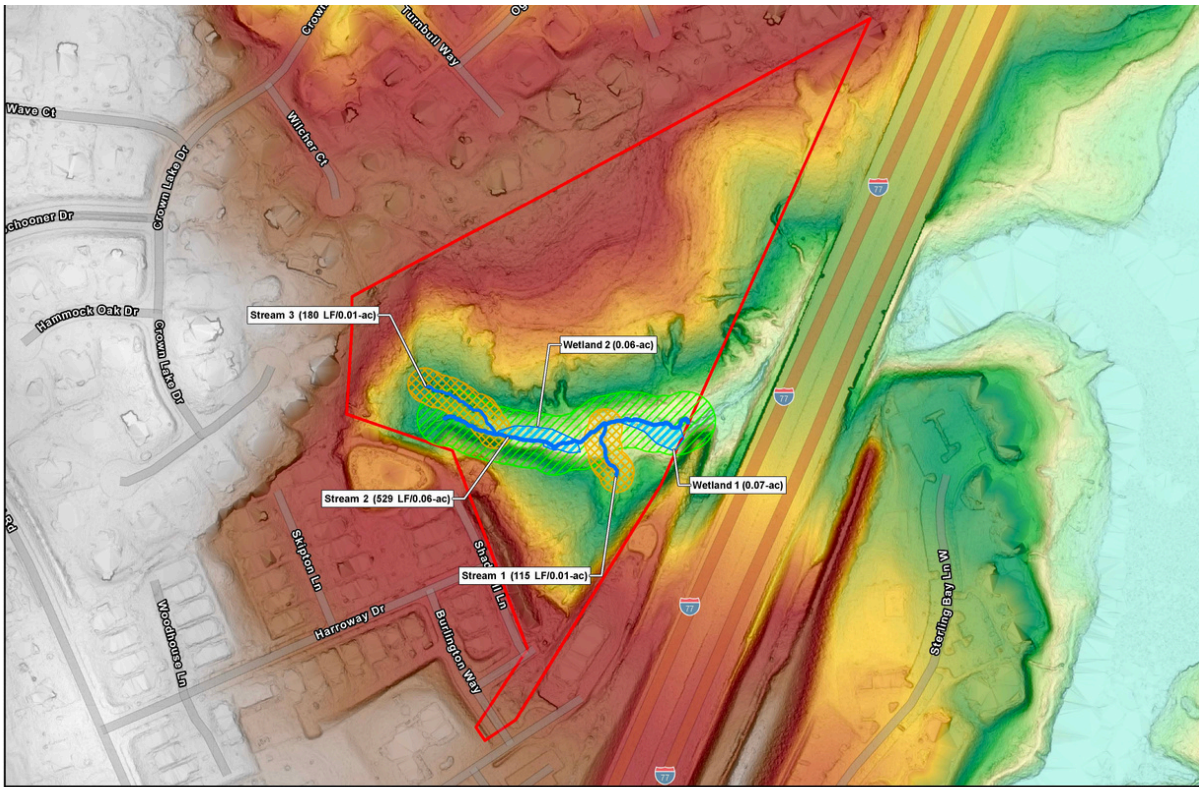 Crown
Turnbull Way
Og
Wave Ct
Wilcher Ct
Crown Lake Dr
77
chooner Dr
Hammock Oak Dr
Stream 3 (180 LF/0.01-ac)
Wetland 2 (0.06-ac)
Crown Lake Dr
77
Stream 2 (529 LF/0.06-ac)
Wetland 1 (0.07-ac)
Rd
Skipton Ln
Stream 1 (115 LF/0.01-ac)
Woodhouse Ln
Harroway Dr
Burlington Way
77
Sterling Bay Ln W
77